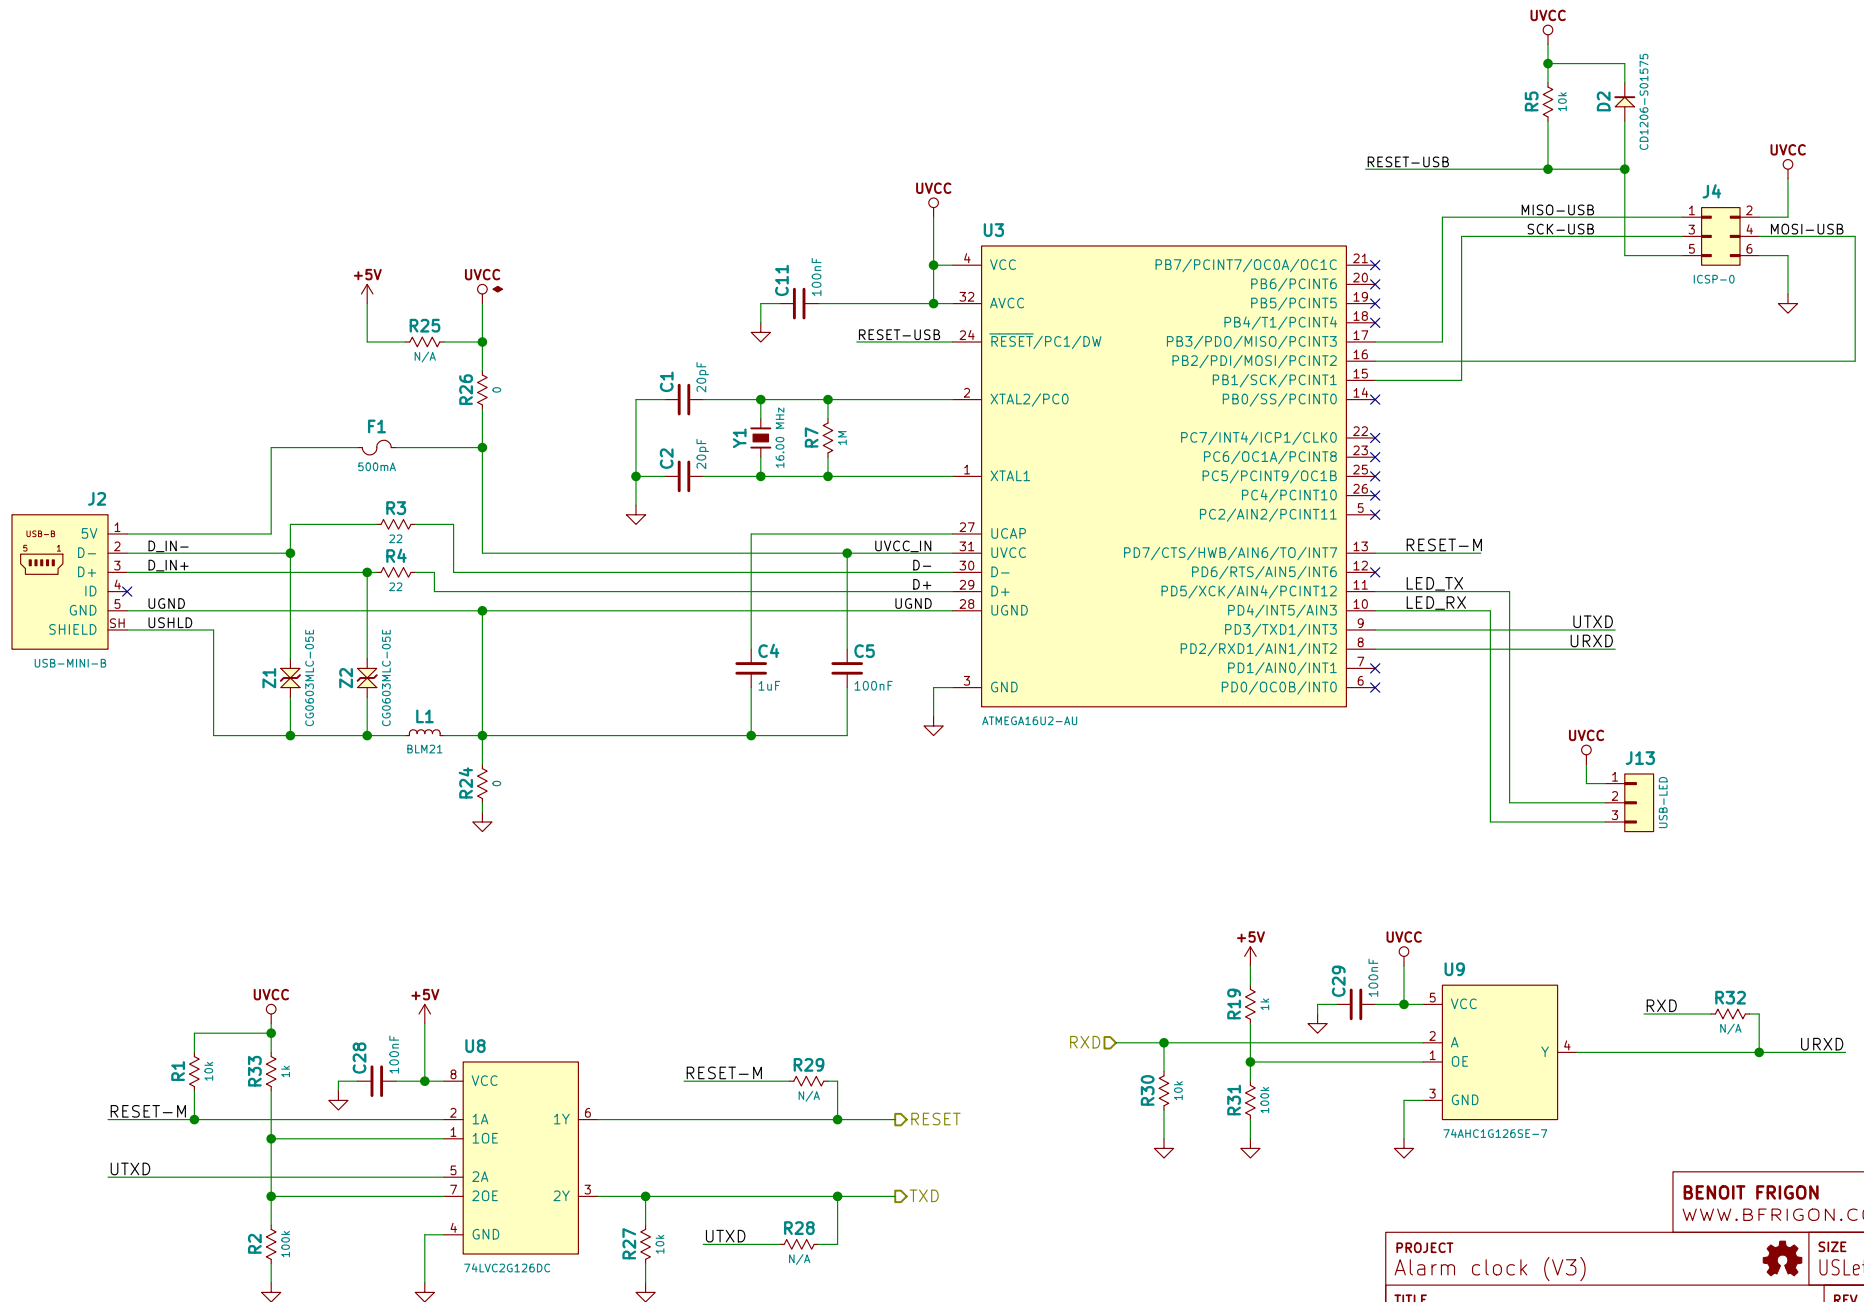 UVCC
R5
10k
D2
CD1206-S01575
RESET-USB
UVCC
J4
MISO-USB
1
2
SCK-USB
3
4
MOSI-USB
5
6
ICSP-0
UVCC
U3
4
VCC
32
AVCC
RESET-USB
24
RESET/PC1/DW
2
XTAL2/PC0
1
XTAL1
27
UCAP
UVCC_IN
31
UVCC
D-
30
D-
D+
29
D+
UGND
28
UGND
3
GND
ATMEGA16U2-AU
PB7/PCINT7/OC0A/OC1C
21
PB6/PCINT6
20
PB5/PCINT5
19
PB4/T1/PCINT4
18
PB3/PDO/MISO/PCINT3
17
PB2/PDI/MOSI/PCINT2
16
PB1/SCK/PCINT1
15
PB0/SS/PCINT0
14
PC7/INT4/ICP1/CLK0
22
PC6/OC1A/PCINT8
23
PC5/PCINT9/OC1B
25
PC4/PCINT10
26
PC2/AIN2/PCINT11
5
PD7/CTS/HWB/AIN6/TO/INT7
13
RESET-M
PD6/RTS/AIN5/INT6
12
PD5/XCK/AIN4/PCINT12
11
LED_TX
PD4/INT5/AIN3
10
LED_RX
PD3/TXD1/INT3
9
UTXD
PD2/RXD1/AIN1/INT2
8
URXD
PD1/AIN0/INT1
7
PD0/OC0B/INT0
6
C11
100nF
C1
20pF
C2
20pF
Y1
16.00 MHz
R7
1M
C4
1uF
C5
100nF
+5V
UVCC
R25
N/A
R26
0
F1
500mA
J2
USB-B
5
1
5V
1
D-
2
D_IN-
D+
3
D_IN+
ID
4
GND
5
UGND
SHIELD
SH
USHLD
USB-MINI-B
R3
22
R4
22
Z1
CG0603MLC-05E
Z2
CG0603MLC-05E
L1
BLM21
R24
0
UVCC
J13
1
2
3
USB-LED
UVCC
R1
10k
R33
1k
+5V
C28
100nF
U8
8
VCC
RESET-M
2
1A
1
1OE
UTXD
5
2A
7
2OE
4
GND
1Y
6
2Y
3
74LVC2G126DC
R2
100k
RESET-M
R29
N/A
RESET
TXD
R27
10k
UTXD
R28
N/A
+5V
R19
1k
RXD
R30
10k
R31
100k
UVCC
C29
100nF
U9
5
VCC
2
A
1
OE
3
GND
Y
4
74AHC1G126SE-7
RXD
R32
N/A
URXD
BENOIT FRIGON
PROJECT
Alarm clock (V3)
SIZE
TITLE
REV